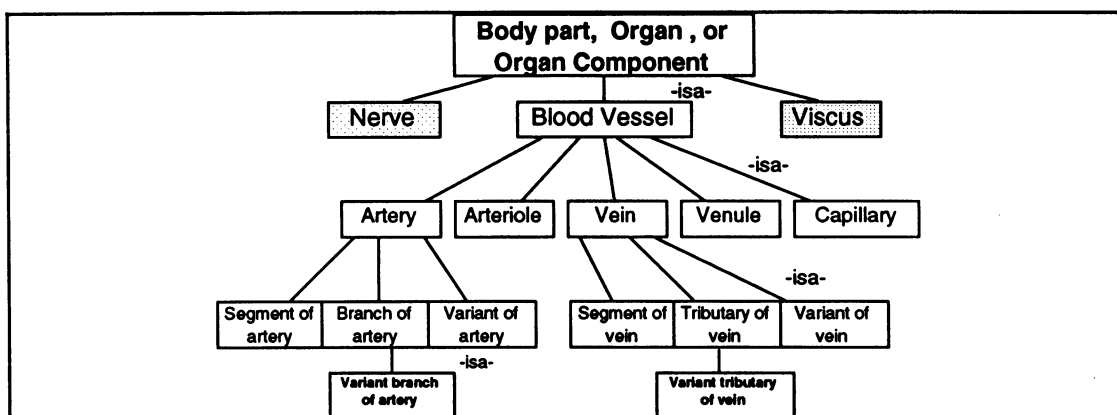 Body part, Organ , or
Organ Component
-isa-
Nerve
Blood Vessel
Viscus
-isa-
Artery
Arteriole
Vein
Venule
Capillary
-isa-
Segment of
artery
Branch of
artery
Variant of
artery
Segment of
vein
Tributary of
vein
Variant of
vein
-isa-
Variant branch
of artery
Variant tributary
of vein